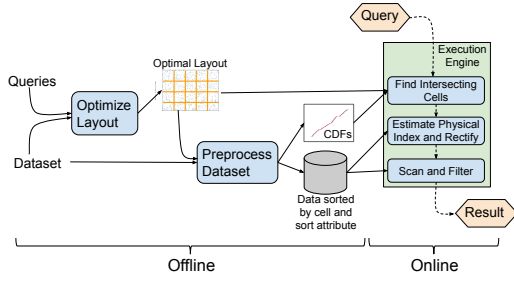 Query
Execution
Engine
Optimal Layout
Queries
Find Intersecting
Cells
Optimize
Layout
CDFs
Estimate Physical
Index and Rectify
Dataset
Preprocess
Dataset
Scan and Filter
Data sorted
by cell and
sort attribute
Result
Offline
Online